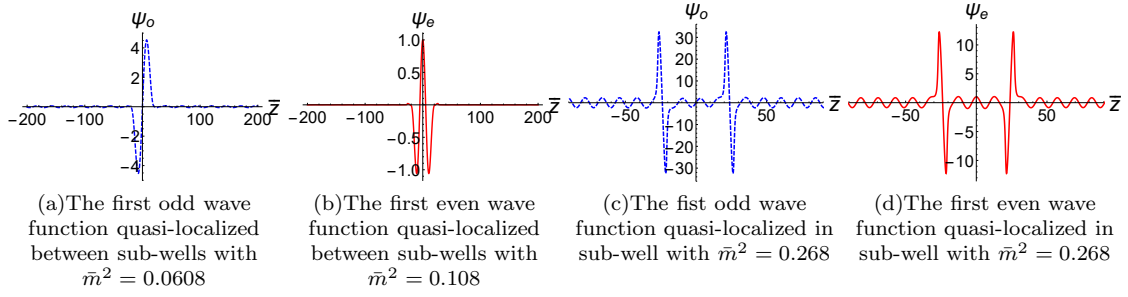 ψo
4
2
-2
-4
-200
-100
100
200
z̄
ψe
1.0
0.5
-0.5
-1.0
-200
-100
100
200
z̄
ψo
30
20
10
-10
-20
-30
-50
50
z̄
ψe
10
5
-5
-10
-50
50
z̄
(a)The first odd wave
function quasi-localized
between sub-wells with
m̄² = 0.0608
(b)The first even wave
function quasi-localized
between sub-wells with
m̄² = 0.108
(c)The fist odd wave
function quasi-localized in
sub-well with m̄² = 0.268
(d)The first even wave
function quasi-localized in
sub-well with m̄² = 0.268